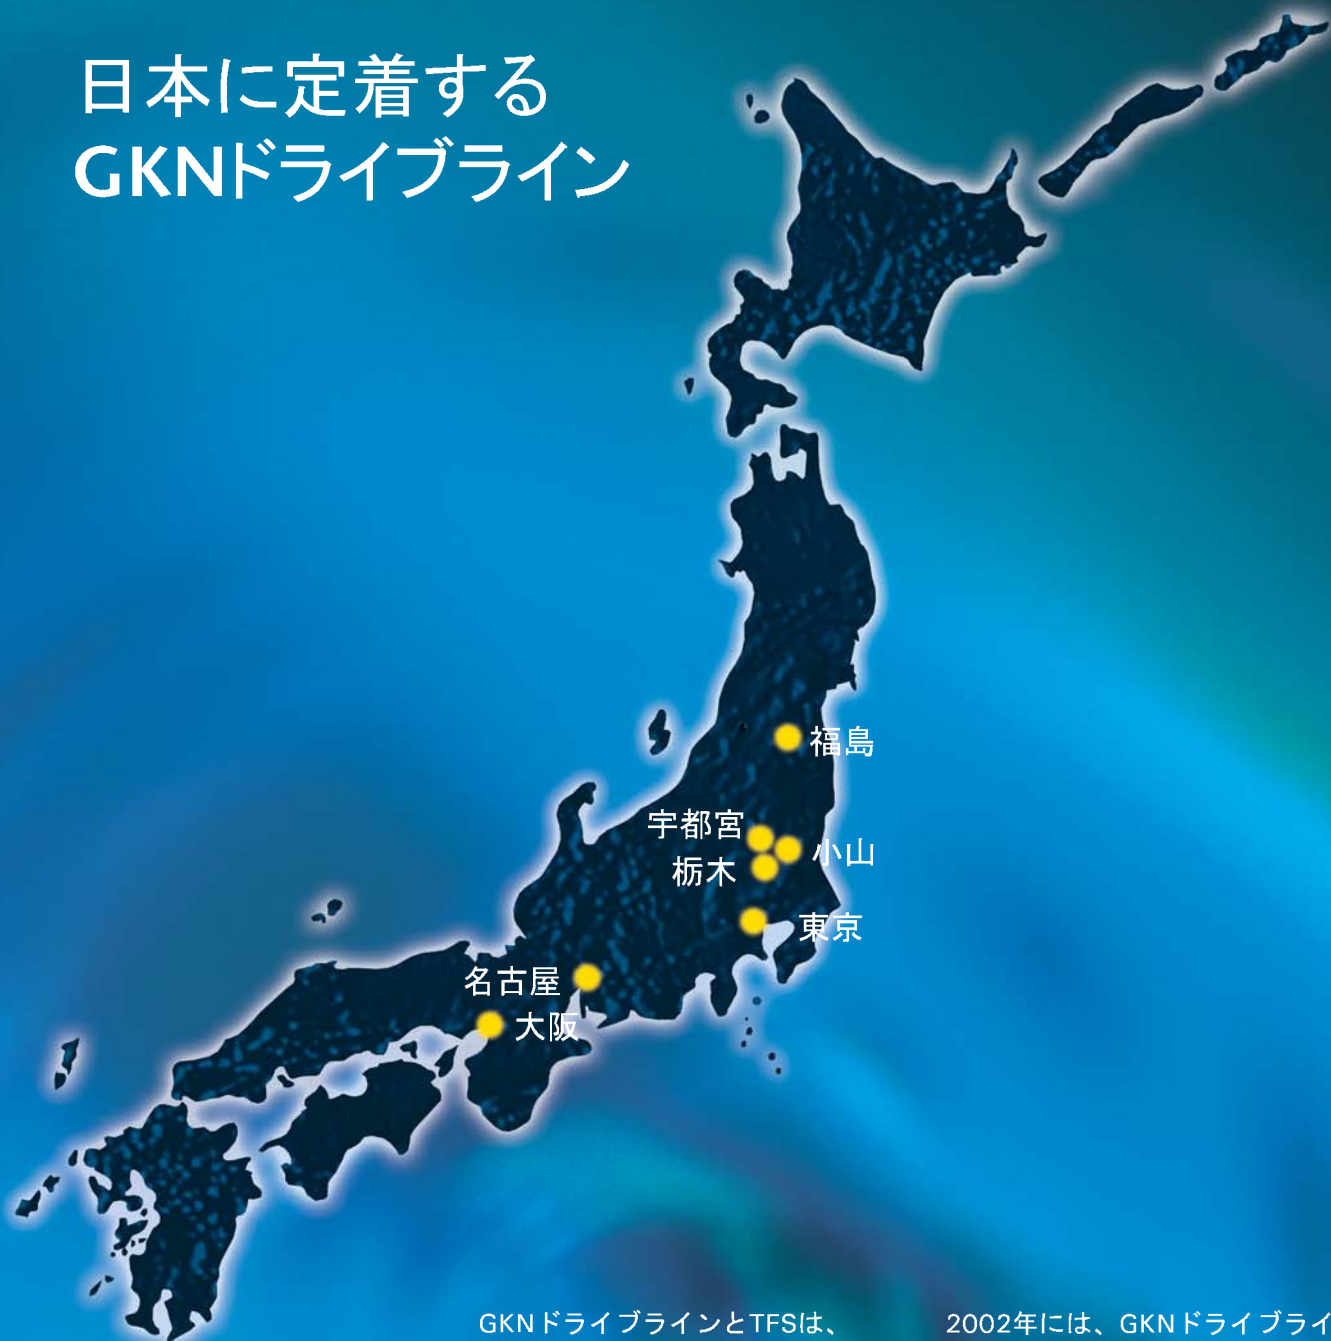 日本に定着する
GKNドライブライン
福島
宇都宮
小山
栃木
東京
名古屋
大阪
GKNドライブラインとTFSは、
2002年には、GKNドライブライ